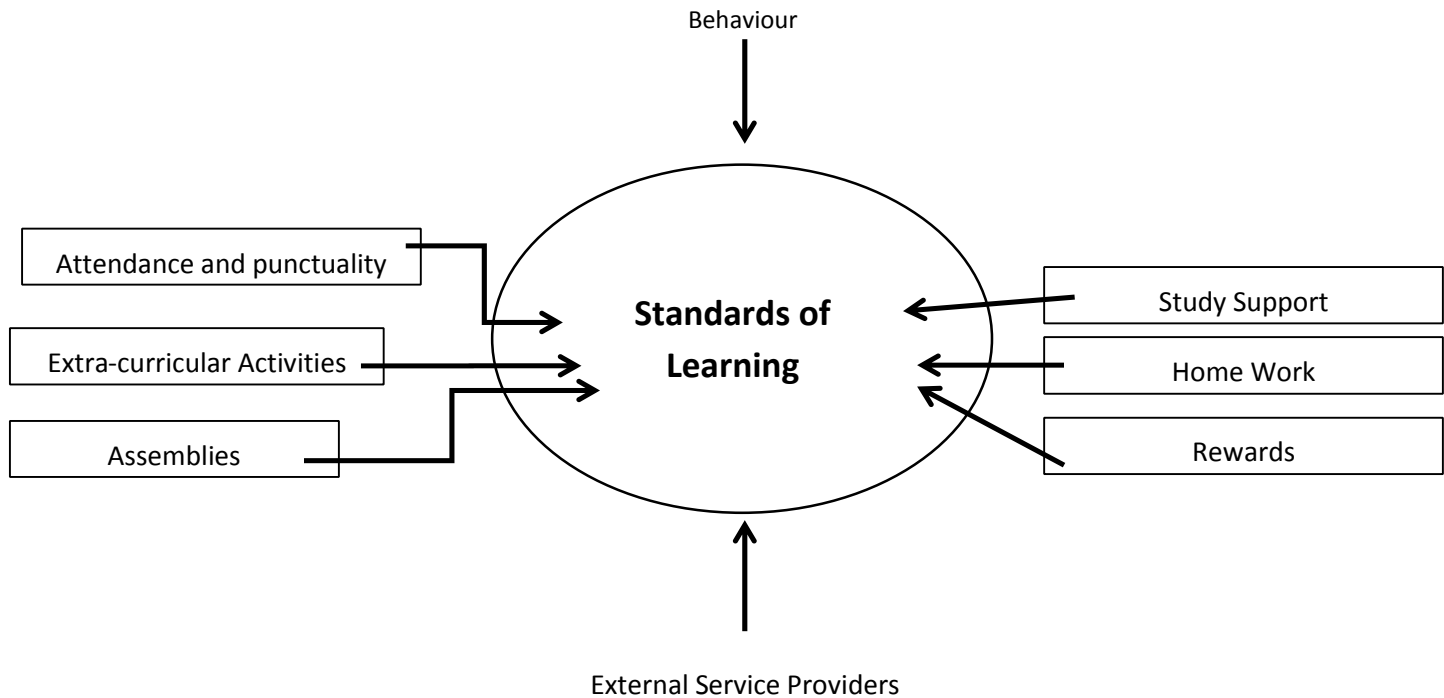 Behaviour
Attendance and punctuality
Extra-curricular Activities
Assemblies
Standards of
Learning
Study Support
Home Work
Rewards
External Service Providers